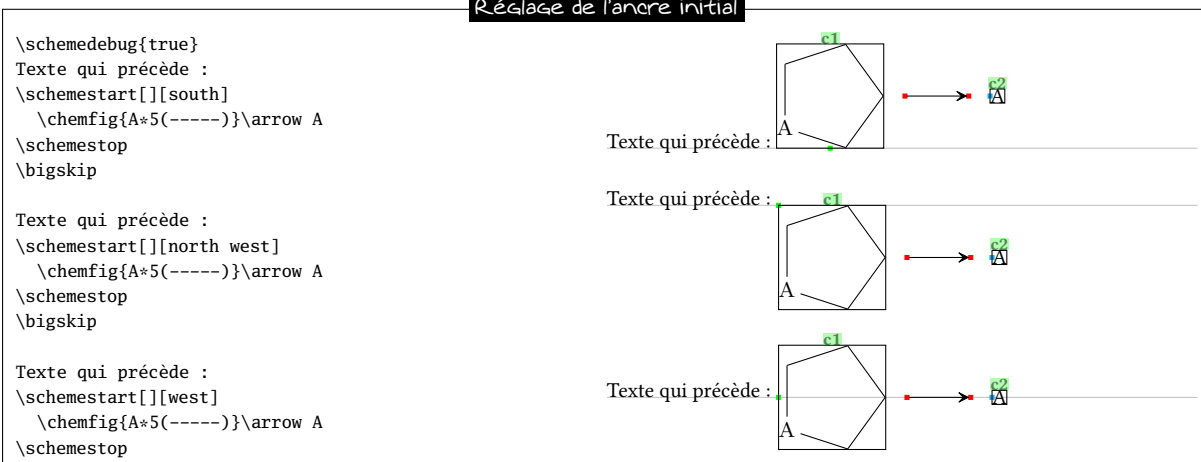 Réglage de l'ancre initial
\schemedebug{true}
Texte qui précède :
\schemestart[][south]
\chemfig{A*5(-----)}\arrow A
\schemestop
\bigskip
Texte qui précède :
\schemestart[][north west]
\chemfig{A*5(-----)}\arrow A
\schemestop
\bigskip
Texte qui précède :
\schemestart[][west]
\chemfig{A*5(-----)}\arrow A
\schemestop
c1
c2
A
A
Texte qui précède :
Texte qui précède :
c1
c2
A
A
c1
c2
Texte qui précède :
A
A